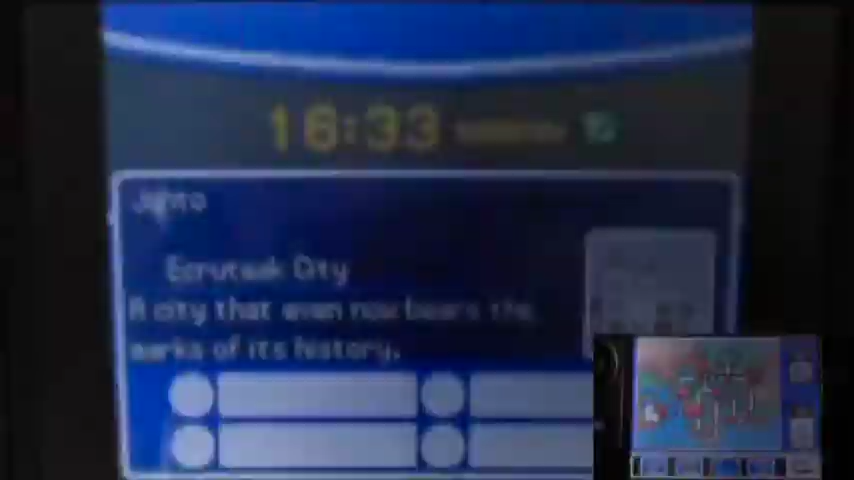 16:33
Johto
Ecruteak City
A city that even now bears the
marks of its history.